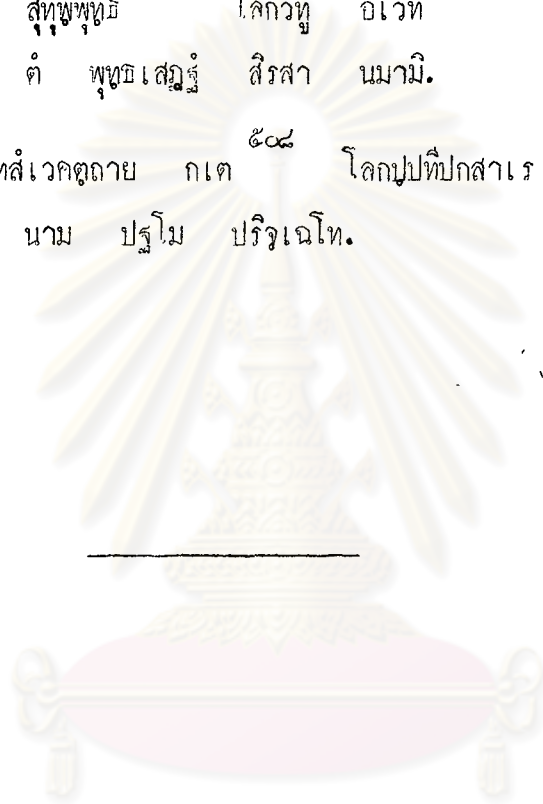 สุทุพฺพุทฺธิ โลกวิทู อเวทิ
ตํ พุทฺธเสฏฺฐํ สิรสา นมามิ.
๕๐๘
สํเวคตฺถาย กเต โลกปฺปทีปกสาเร
นาม ปฐโม ปริจฺเฉโท.